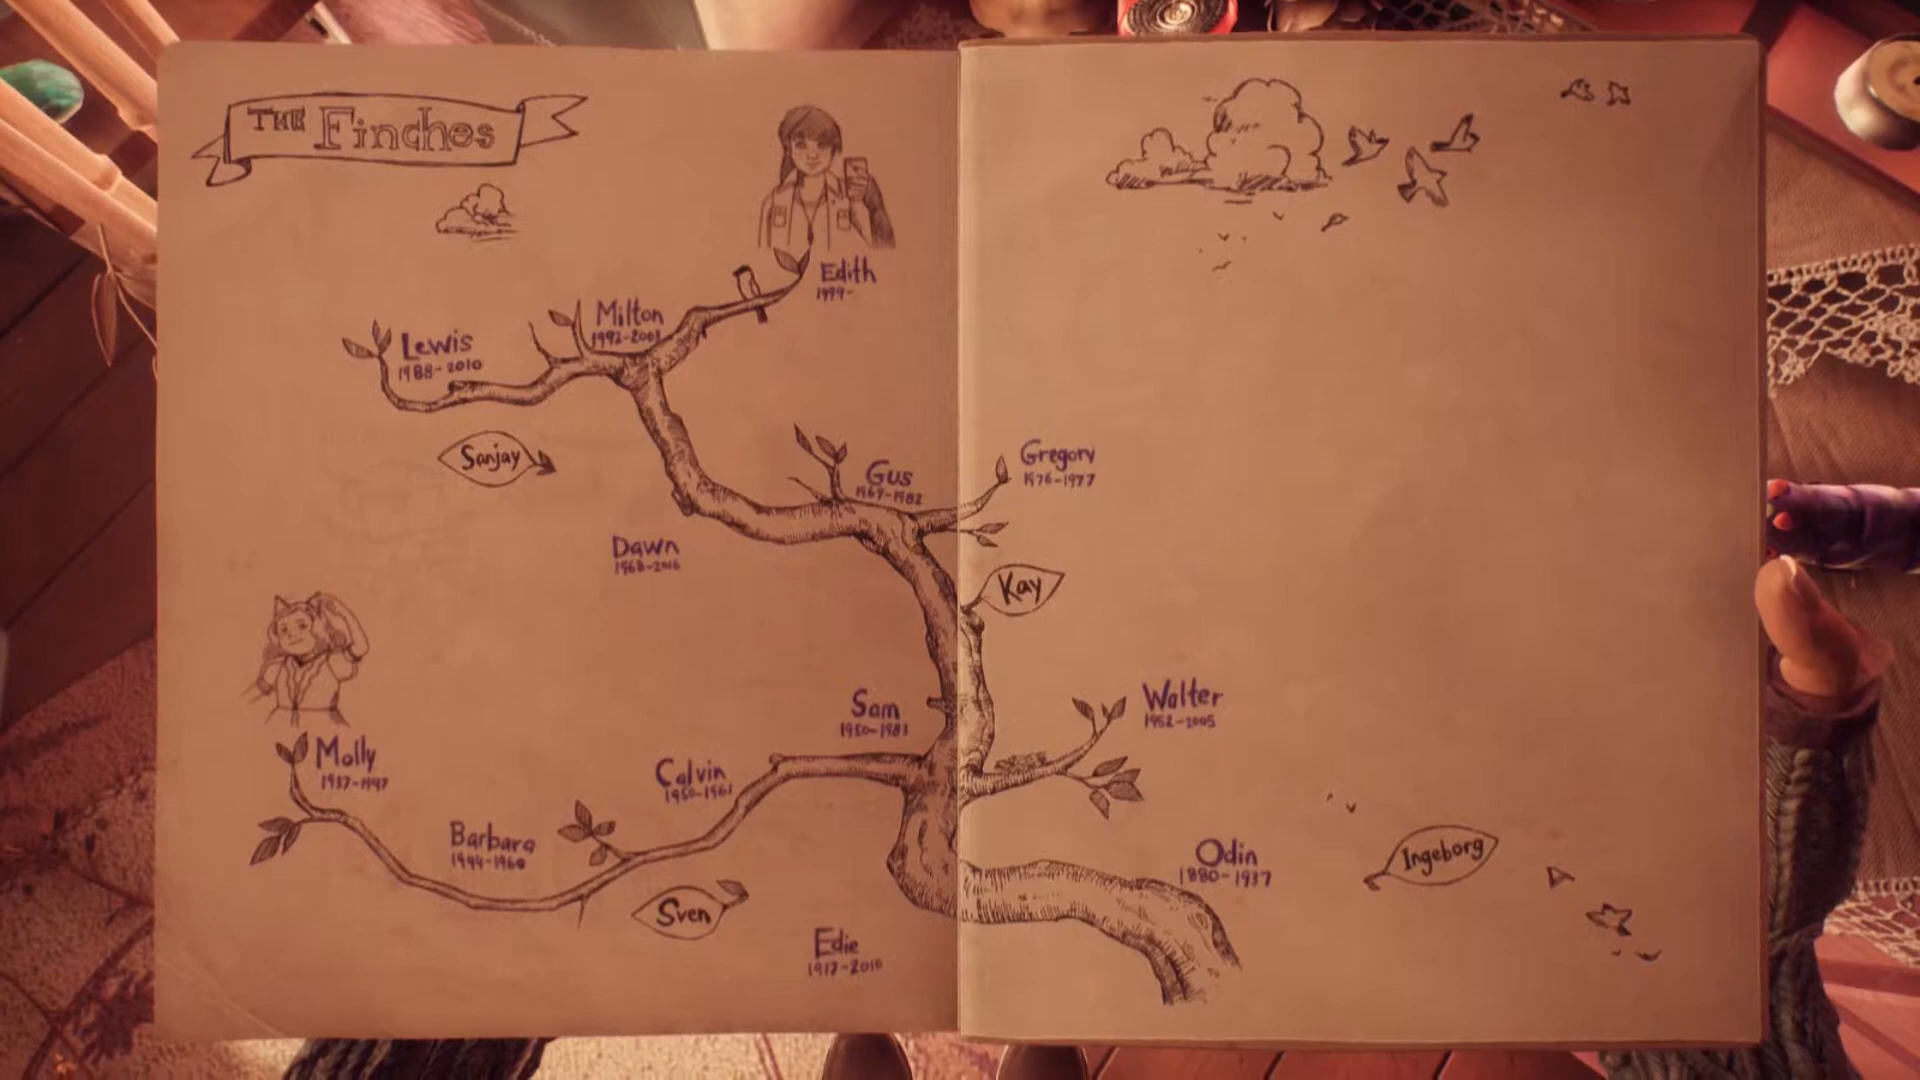 THE Finches
Edith
1999-
Milton
1992-2003
Lewis
1988-2010
Sanjay
Gus
1969-1982
Gregory
1976-1977
Dawn
1968-2016
Kay
Sam
1950-1983
Walter
1952-2005
Molly
1937-1947
Calvin
1950-1961
Barbara
1944-1960
Sven
Odin
1880-1937
Ingeborg
Edie
1917-2010